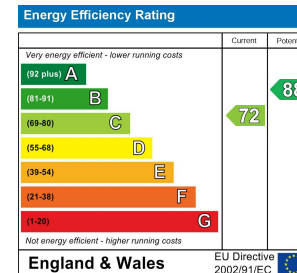 Energy Efficiency Rating
Current
Very energy efficient - lower running costs
(92 plus) A
(81-91) B
88
(69-80) C
72
(55-68) D
(39-54) E
(21-38) F
(1-20) G
Not energy efficient - higher running costs
England & Wales
EU Directive
2002/91/EC